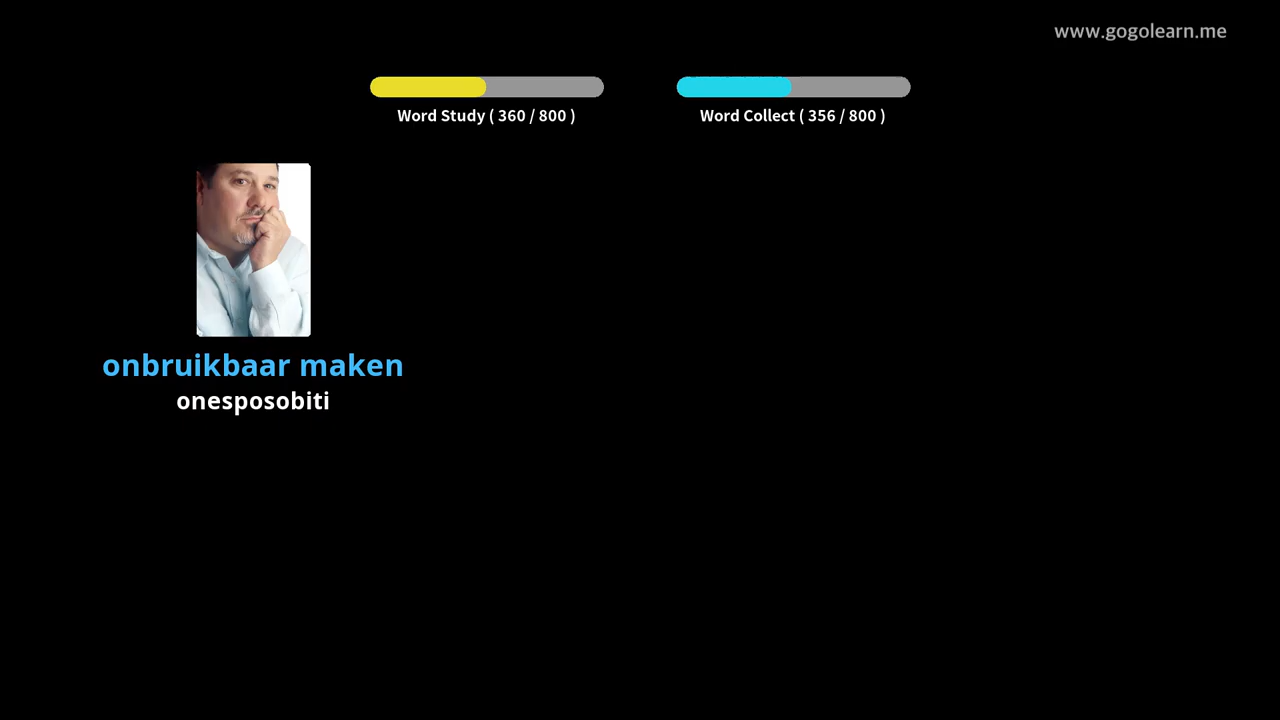 www.gogolearn.me
Word Study ( 360 / 800 )
Word Collect ( 356 / 800 )
onbruikbaar maken
onesposobiti